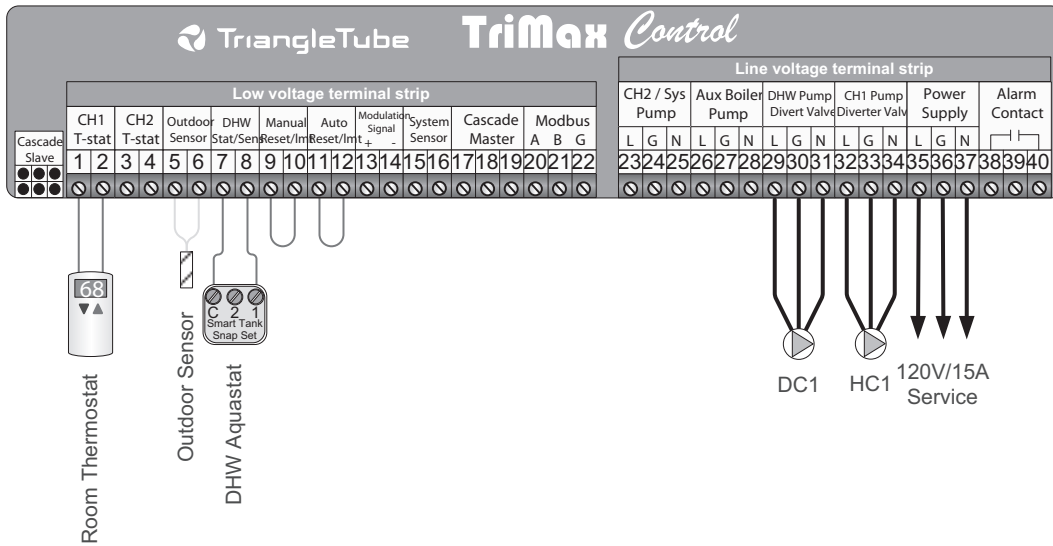 TriangleTube TriMax Control
Low voltage terminal strip
Line voltage terminal strip
Cascade
Slave
CH1
T-stat
CH2
T-stat
Outdoor
Sensor
DHW
Stat/Sens
Manual
Reset/lmt
Auto
Reset/lmt
Modulation
Signal
+ -
System
Sensor
Cascade
Master
Modbus
A B G
CH2 / Sys
Pump
L G N
Aux Boiler
Pump
L G N
DHW Pump
Divert Valve
L G N
CH1 Pump
Diverter Valv
L G N
Power
Supply
L G N
Alarm
Contact
1 2 3 4 5 6 7 8 9 10 11 12 13 14 15 16 17 18 19 20 21 22
23 24 25 26 27 28 29 30 31 32 33 34 35 36 37 38 39 40
68
Room Thermostat
Outdoor Sensor
C 2 1
Smart Tank
Snap Set
DHW Aquastat
DC1
HC1
120V/15A
Service